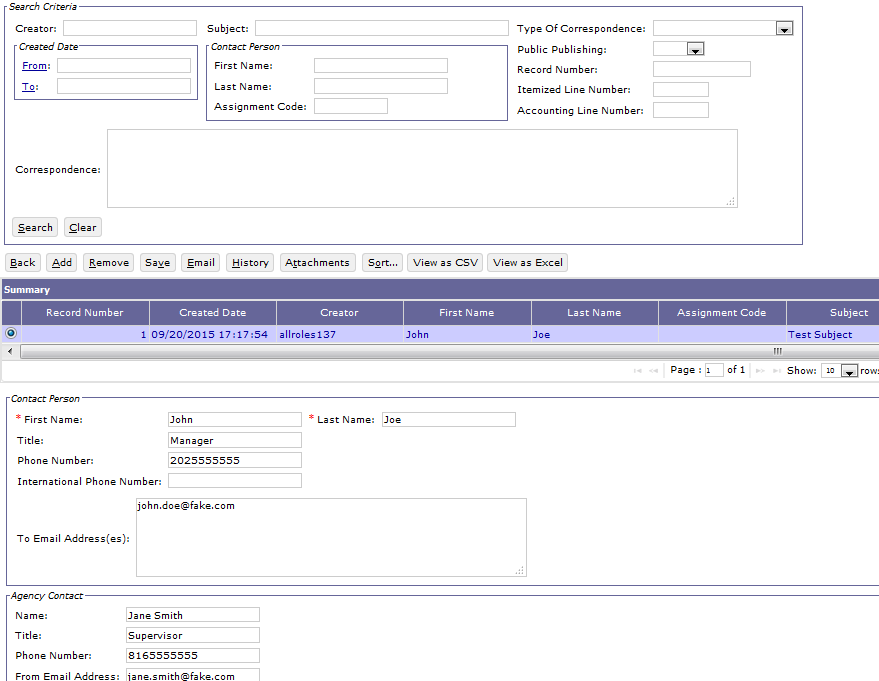 Search Criteria
Creator: Subject: Type Of Correspondence:
Created Date Contact Person Public Publishing:
From: First Name: Record Number:
To: Last Name: Itemized Line Number:
Assignment Code: Accounting Line Number:
Correspondence:
Search Clear
Back Add Remove Save Email History Attachments Sort... View as CSV View as Excel
Summary
Record Number Created Date Creator First Name Last Name Assignment Code Subject
1 09/20/2015 17:17:54 allroles137 John Joe Test Subject
Page : 1 of 1 Show: 10 rows
Contact Person
* First Name: John * Last Name: Joe
Title: Manager
Phone Number: 2025555555
International Phone Number:
john.doe@fake.com
To Email Address(es):
Agency Contact
Name: Jane Smith
Title: Supervisor
Phone Number: 8165555555
From Email Address: jane.smith@fake.com